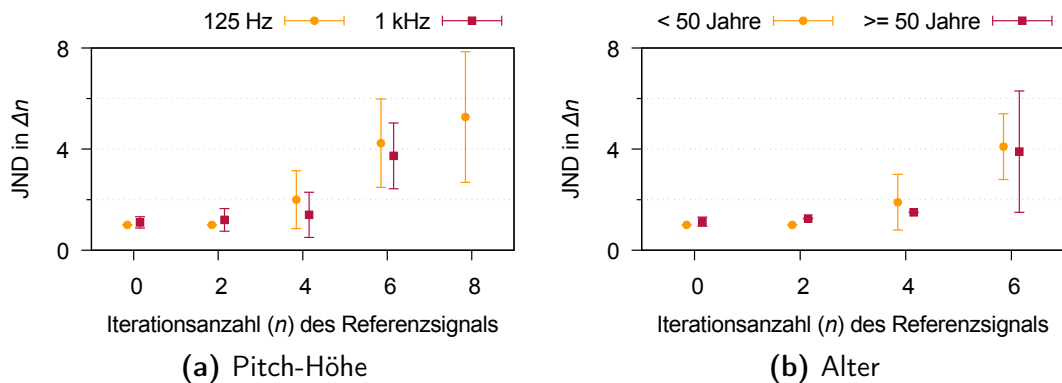 125 Hz 1 kHz
8
4
0
JND in Δn
0 2 4 6 8
Iterationsanzahl (n) des Referenzsignals
(a) Pitch-Höhe
< 50 Jahre >= 50 Jahre
8
4
0
JND in Δn
0 2 4 6
Iterationsanzahl (n) des Referenzsignals
(b) Alter